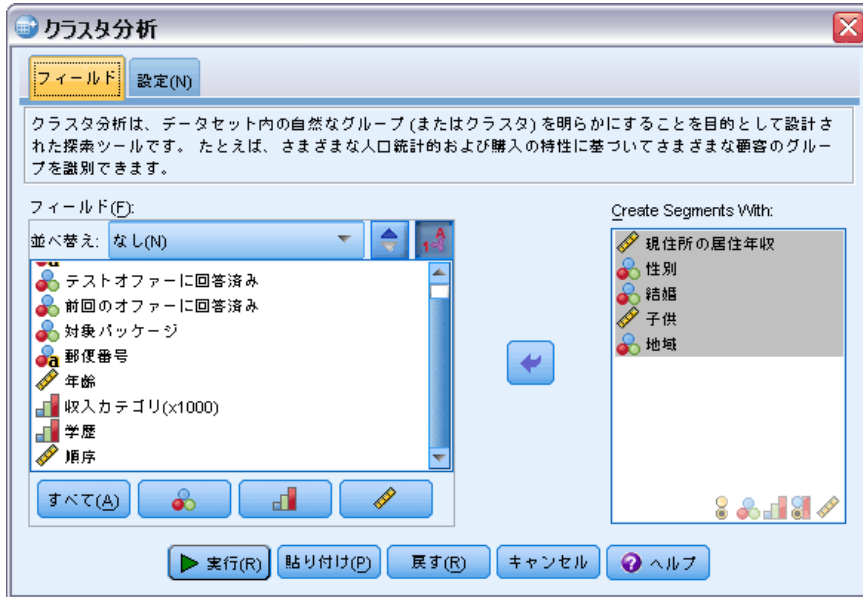 クラスタ分析
フィールド 設定(N)
クラスタ分析は、データセット内の自然なグループ (またはクラスタ) を明らかにすることを目的として設計さ
れた探索ツールです。 たとえば、さまざまな人口統計的および購入の特性に基づいてさまざまな顧客のグルー
プを識別できます。
フィールド(F):
並べ替え: なし(N)
テストオファーに回答済み
前回のオファーに回答済み
対象パッケージ
郵便番号
年齢
収入カテゴリ(x1000)
学歴
順序
すべて(A)
Create Segments With:
現住所の居住年収
性別
結婚
子供
地域
実行(R) 貼り付け(P) 戻す(R) キャンセル ヘルプ